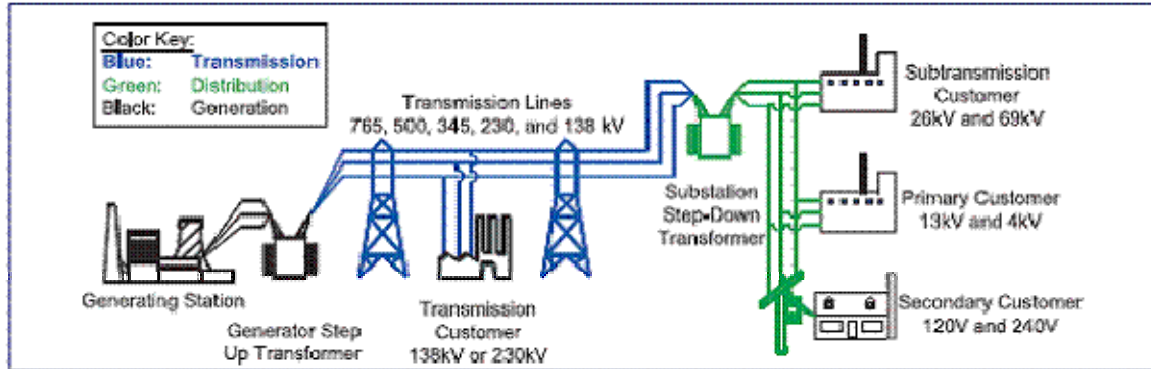 Color Key:
Blue: Transmission
Green: Distribution
Black: Generation
Transmission Lines
765, 500, 345, 230, and 138 kV
Subtransmission
Customer
26kV and 69kV
Substation
Step-Down
Transformer
Primary Customer
13kV and 4kV
Secondary Customer
120V and 240V
Generating Station
Generator Step
Up Transformer
Transmission
Customer
138kV or 230kV